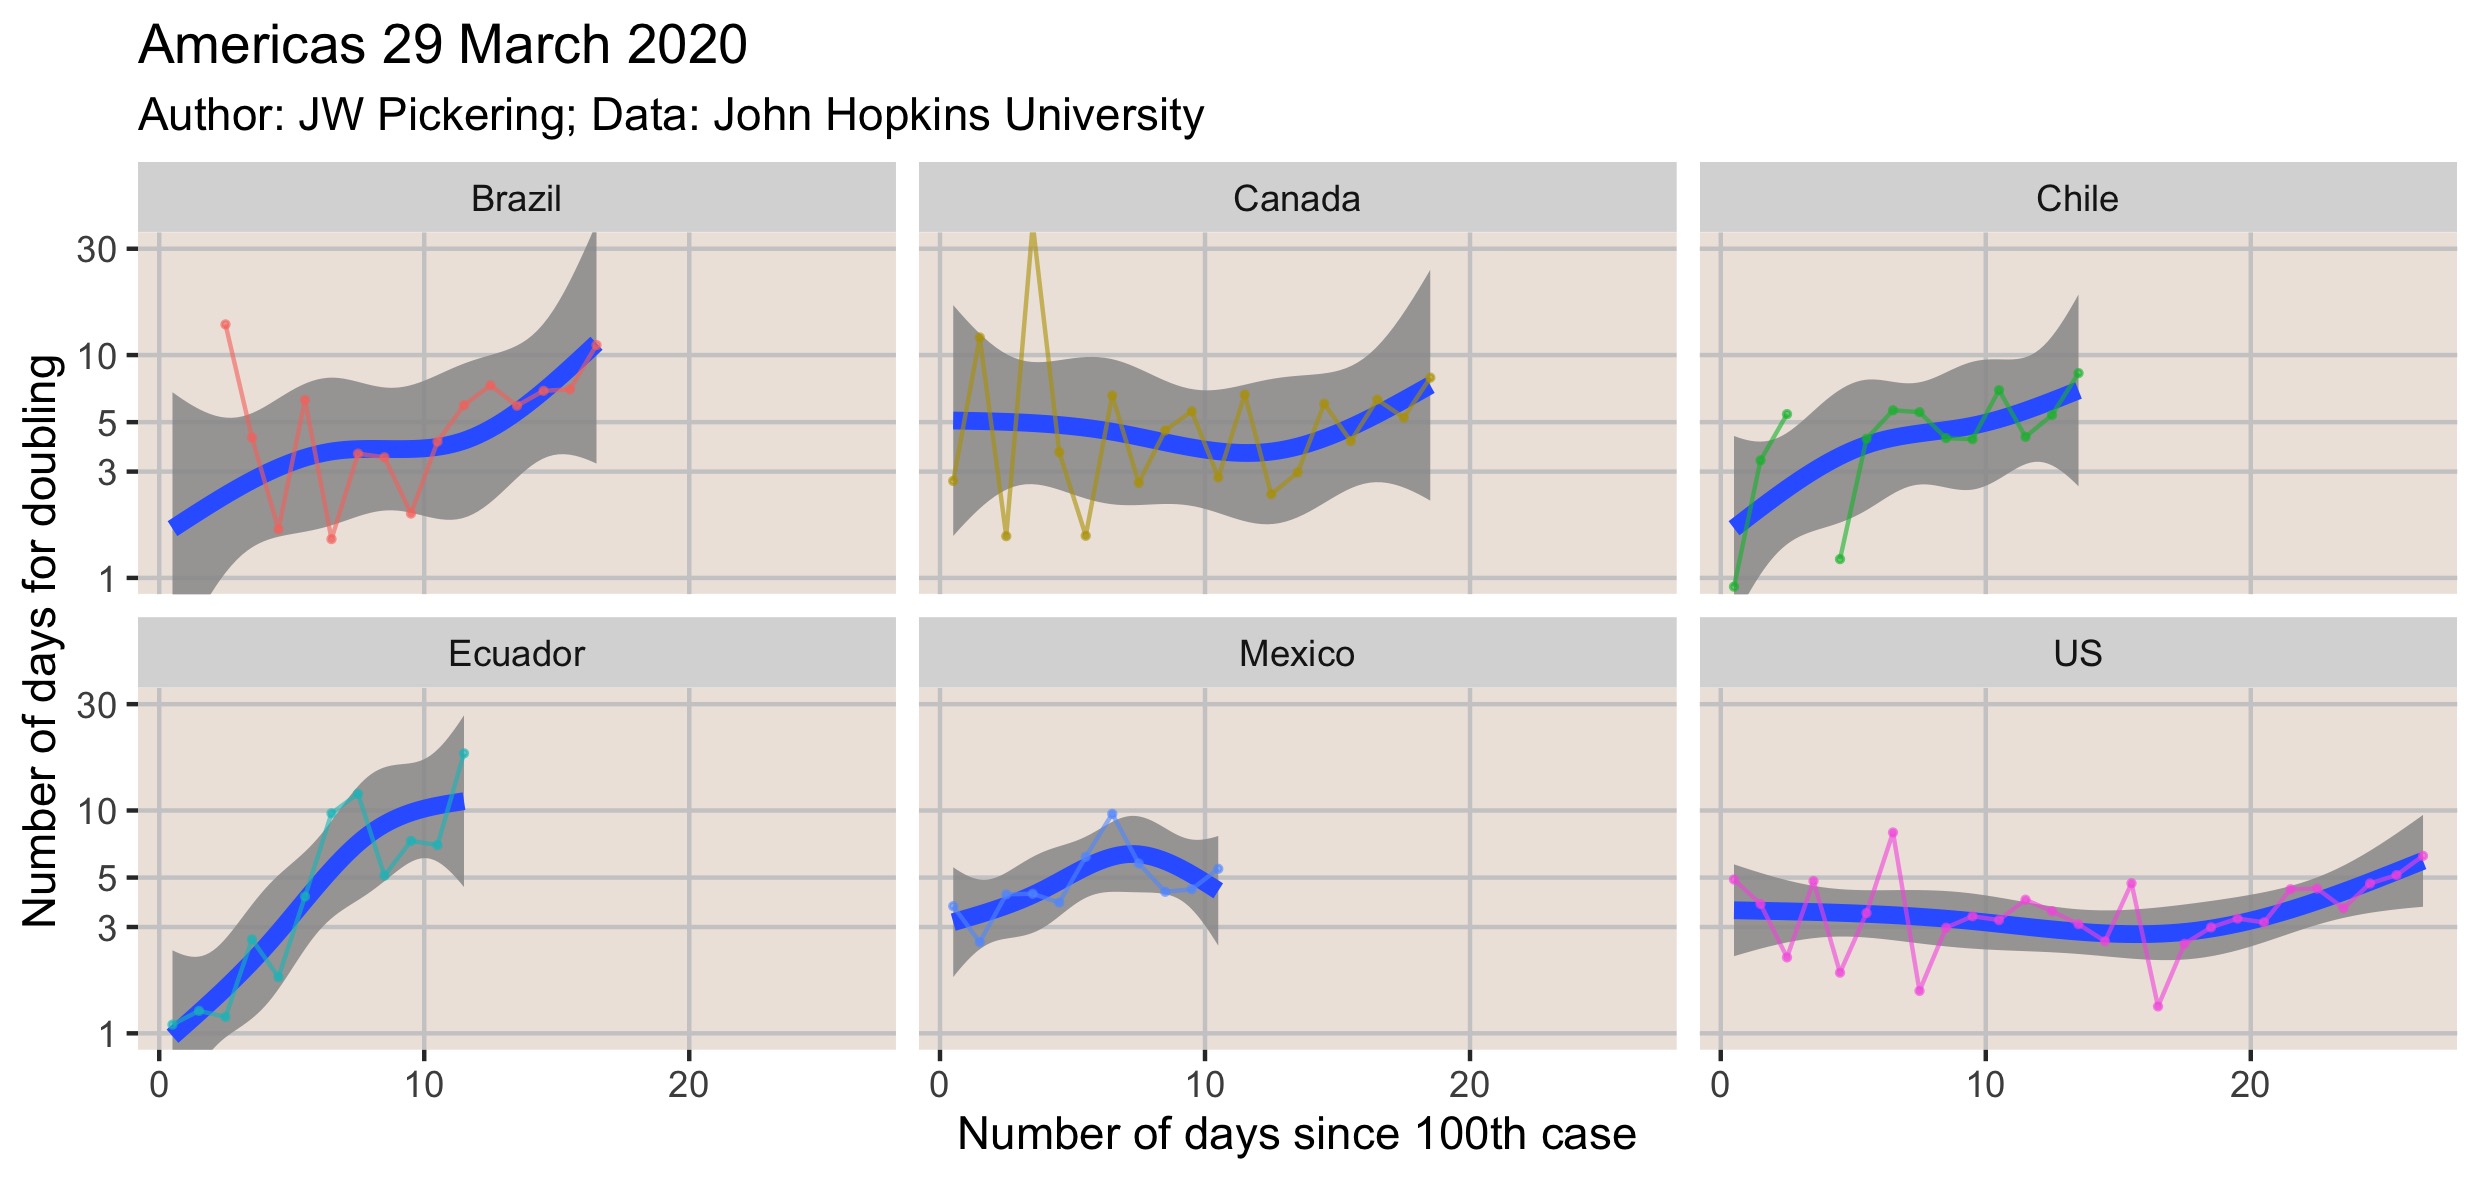 Americas 29 March 2020
Author: JW Pickering; Data: John Hopkins University
Brazil
Canada
Chile
30
10
5
3
1
Number of days for doubling
Ecuador
Mexico
US
30
10
5
3
1
0 10 20
0 10 20
0 10 20
Number of days since 100th case